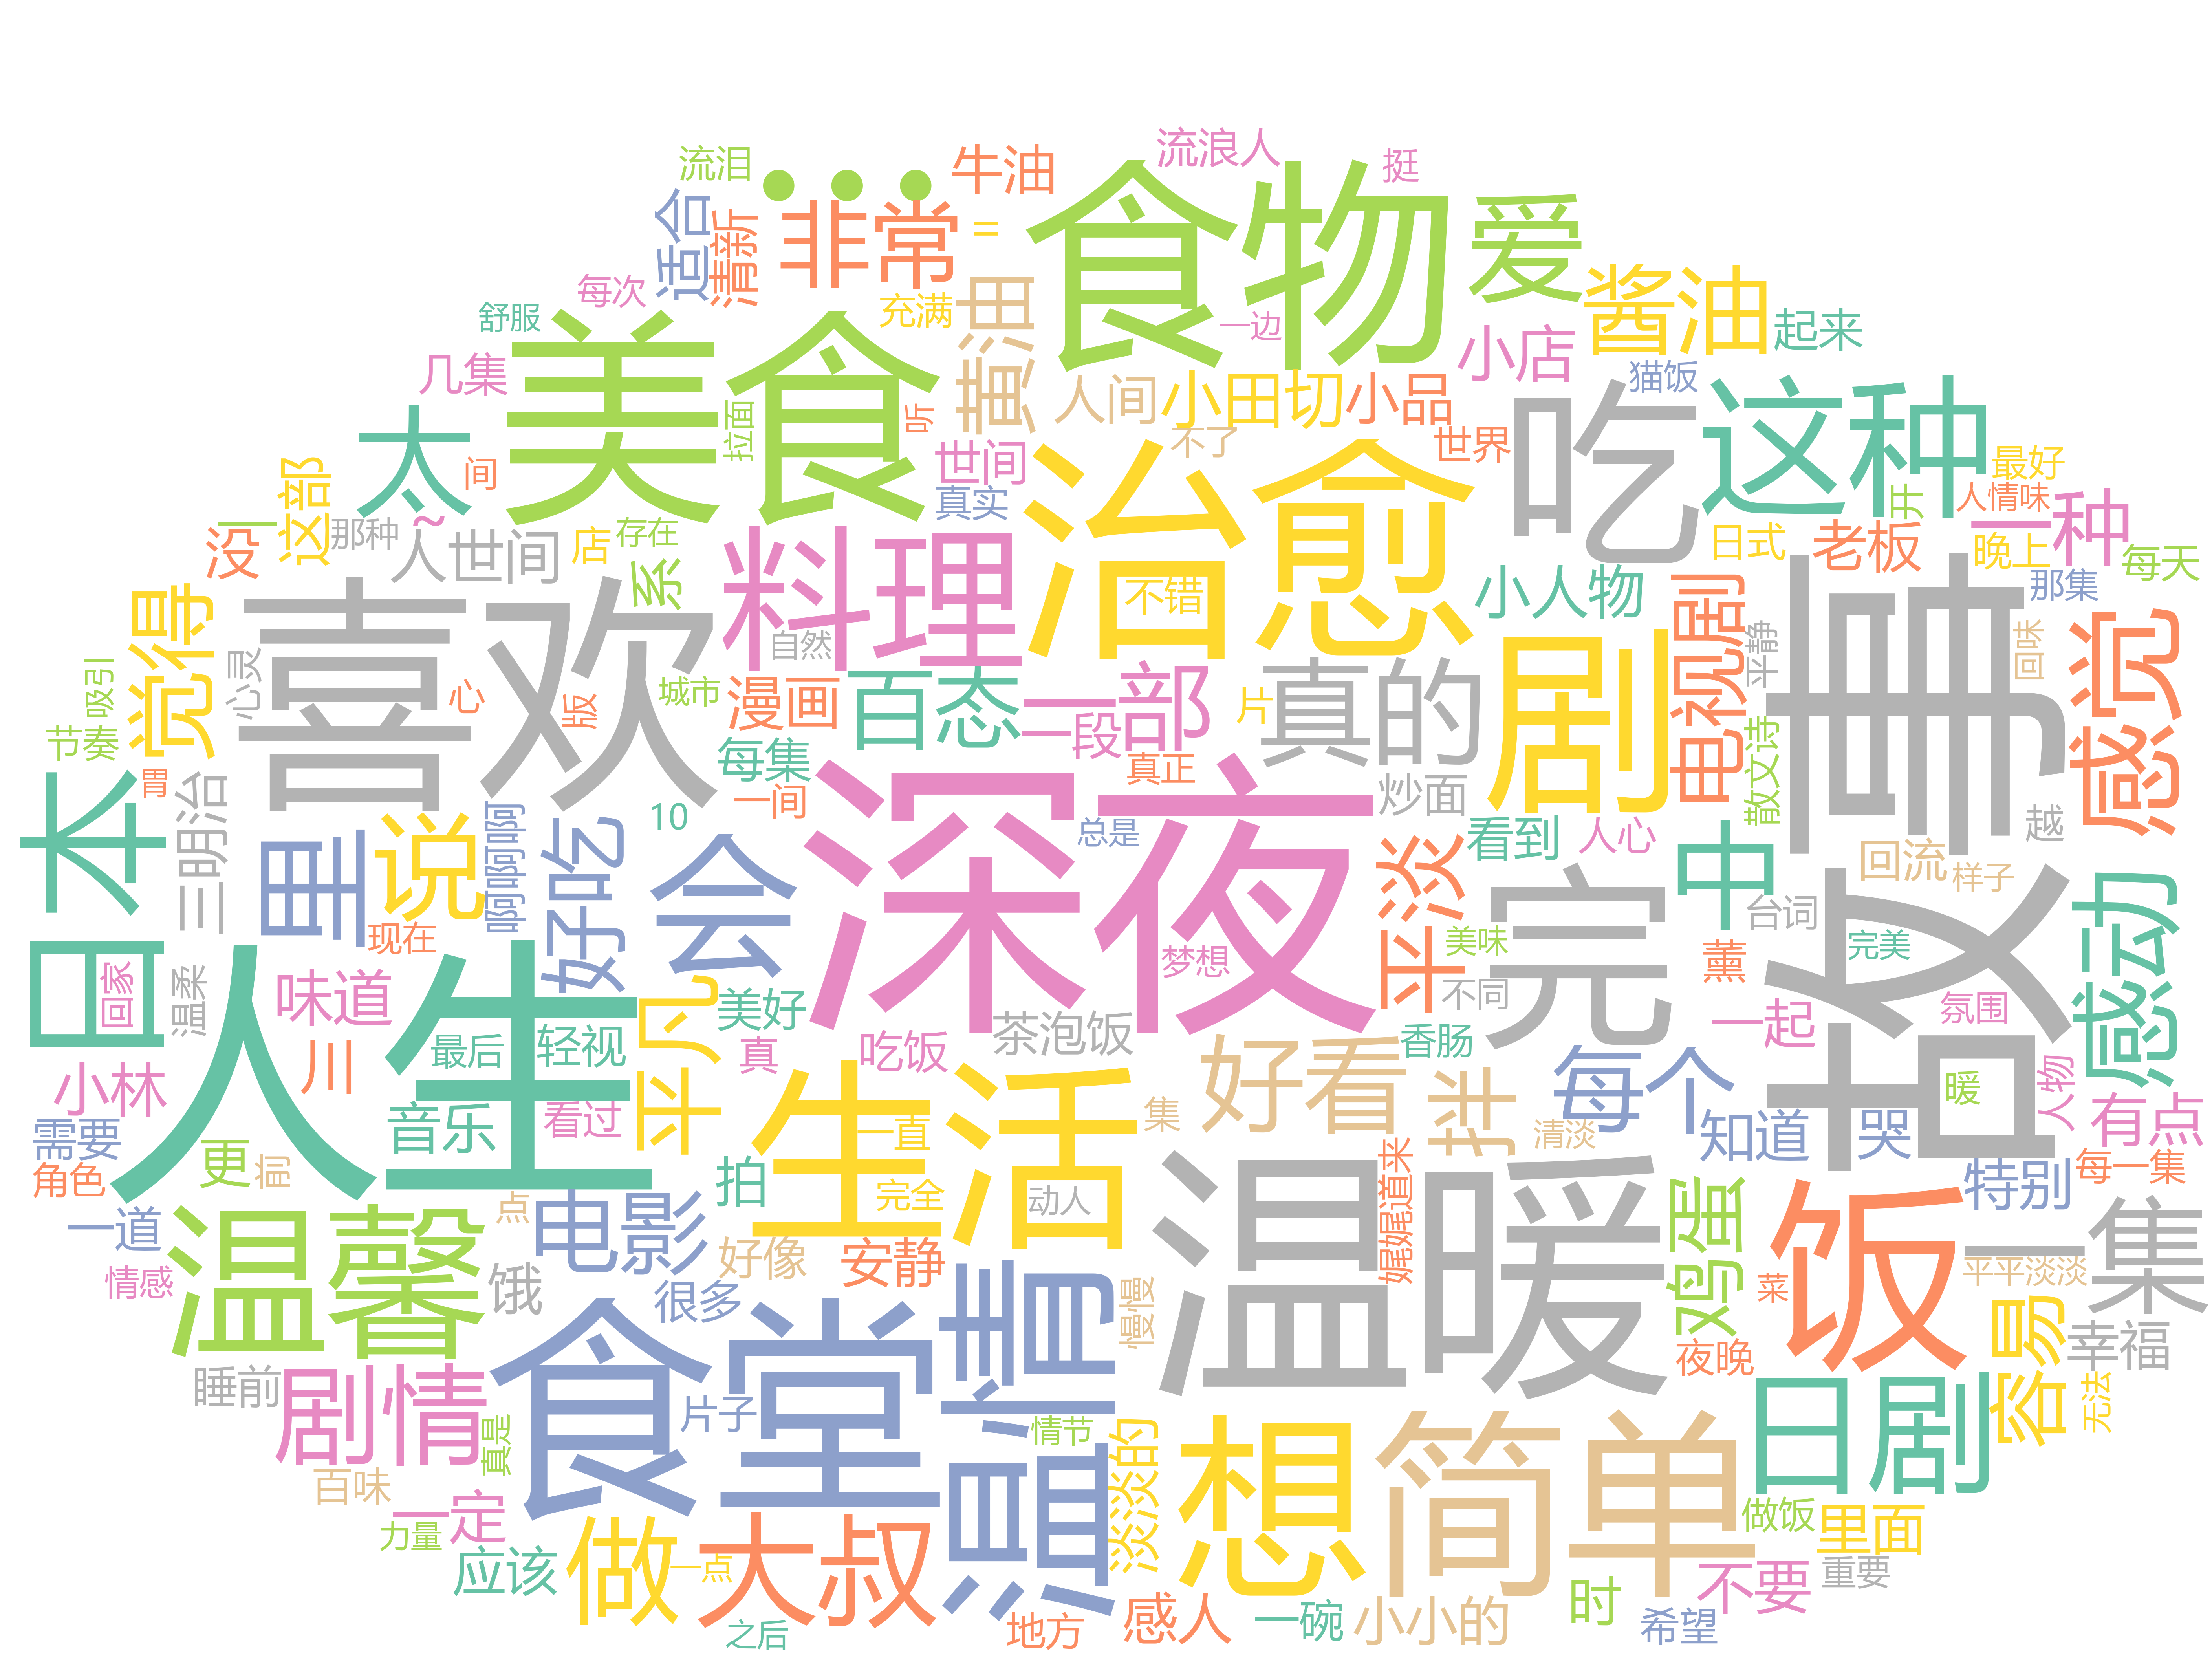 流泪
流浪人
挺
牛油
•••
食物
爱
适合
清新
非常
=
酱油
每次
舒服
充满
黄油
一边
小店
起来
美食
几集
拉面
听
人间
小田切
小品
猫饭
吃
这种
太
间
世间
真实
不了
世界
最好
开
人情味
一种
这部
没
那种
~
人世间
店
存在
系
料理
治愈
不错
小人物
日式
老板
晚上
每天
那集
觉得
喜欢
心灵
自然
电视剧
平静
故事
回味
感觉
吸引
节奏
心
版
城市
漫画
百态
一段
一部
片
真的
剧
散文诗
日本
胃
三明治
每集
一间
真正
深夜
炒面
里
说
啊啊啊
好吃
10
会
总是
平淡
看到
人心
中
越
回流
样子
现在
美味
完
台词
完美
感动
回家
温柔
味道
人生
梦想
不同
薰
氛围
一起
川
最后
轻视
平凡
美好
真
吃饭
茶泡饭
香肠
小林
音乐
看过
生活
一直
好看
集
拌
清淡
每个
知道
哭
暖
人物
有点
需要
更
前
角色
拍
完全
动人
温暖
娓娓道来
鸡蛋
饭
特别
每一集
一道
温馨
点
电影
好像
安静
情感
饿
很多
慢慢
菜
平平淡淡
一集
睡前
剧情
食堂
片子
温情
情节
夜晚
容易
幸福
日剧
无法
真是
百味
一定
淡淡的
想
简单
做饭
里面
力量
应该
做
大叔
一点
不要
重要
之后
地方
感人
一碗
小小的
时
希望